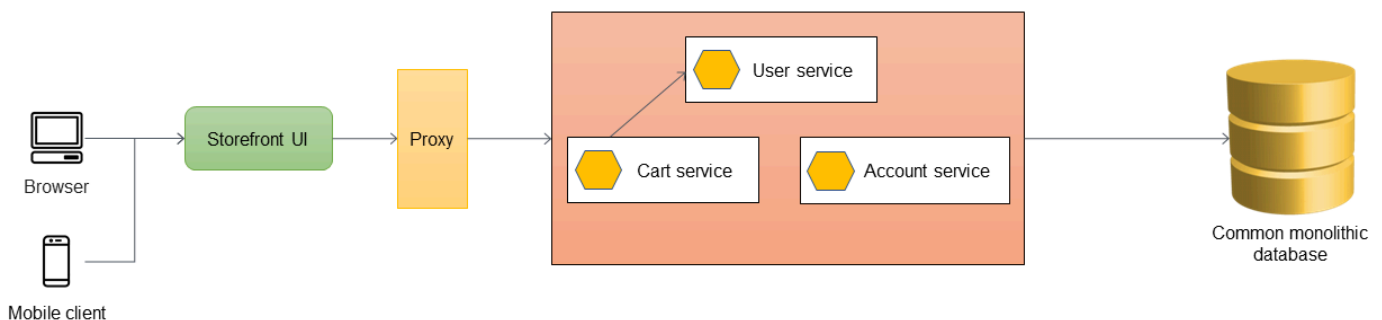 Browser
Mobile client
Storefront UI
Proxy
User service
Cart service
Account service
Common monolithic
database